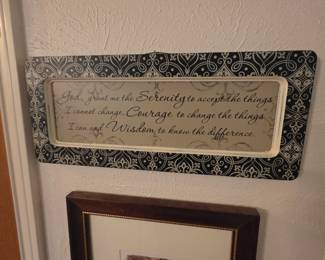 God, grant me the Serenity to accept the things
I cannot change, Courage to change the things
I can and Wisdom to know the difference.